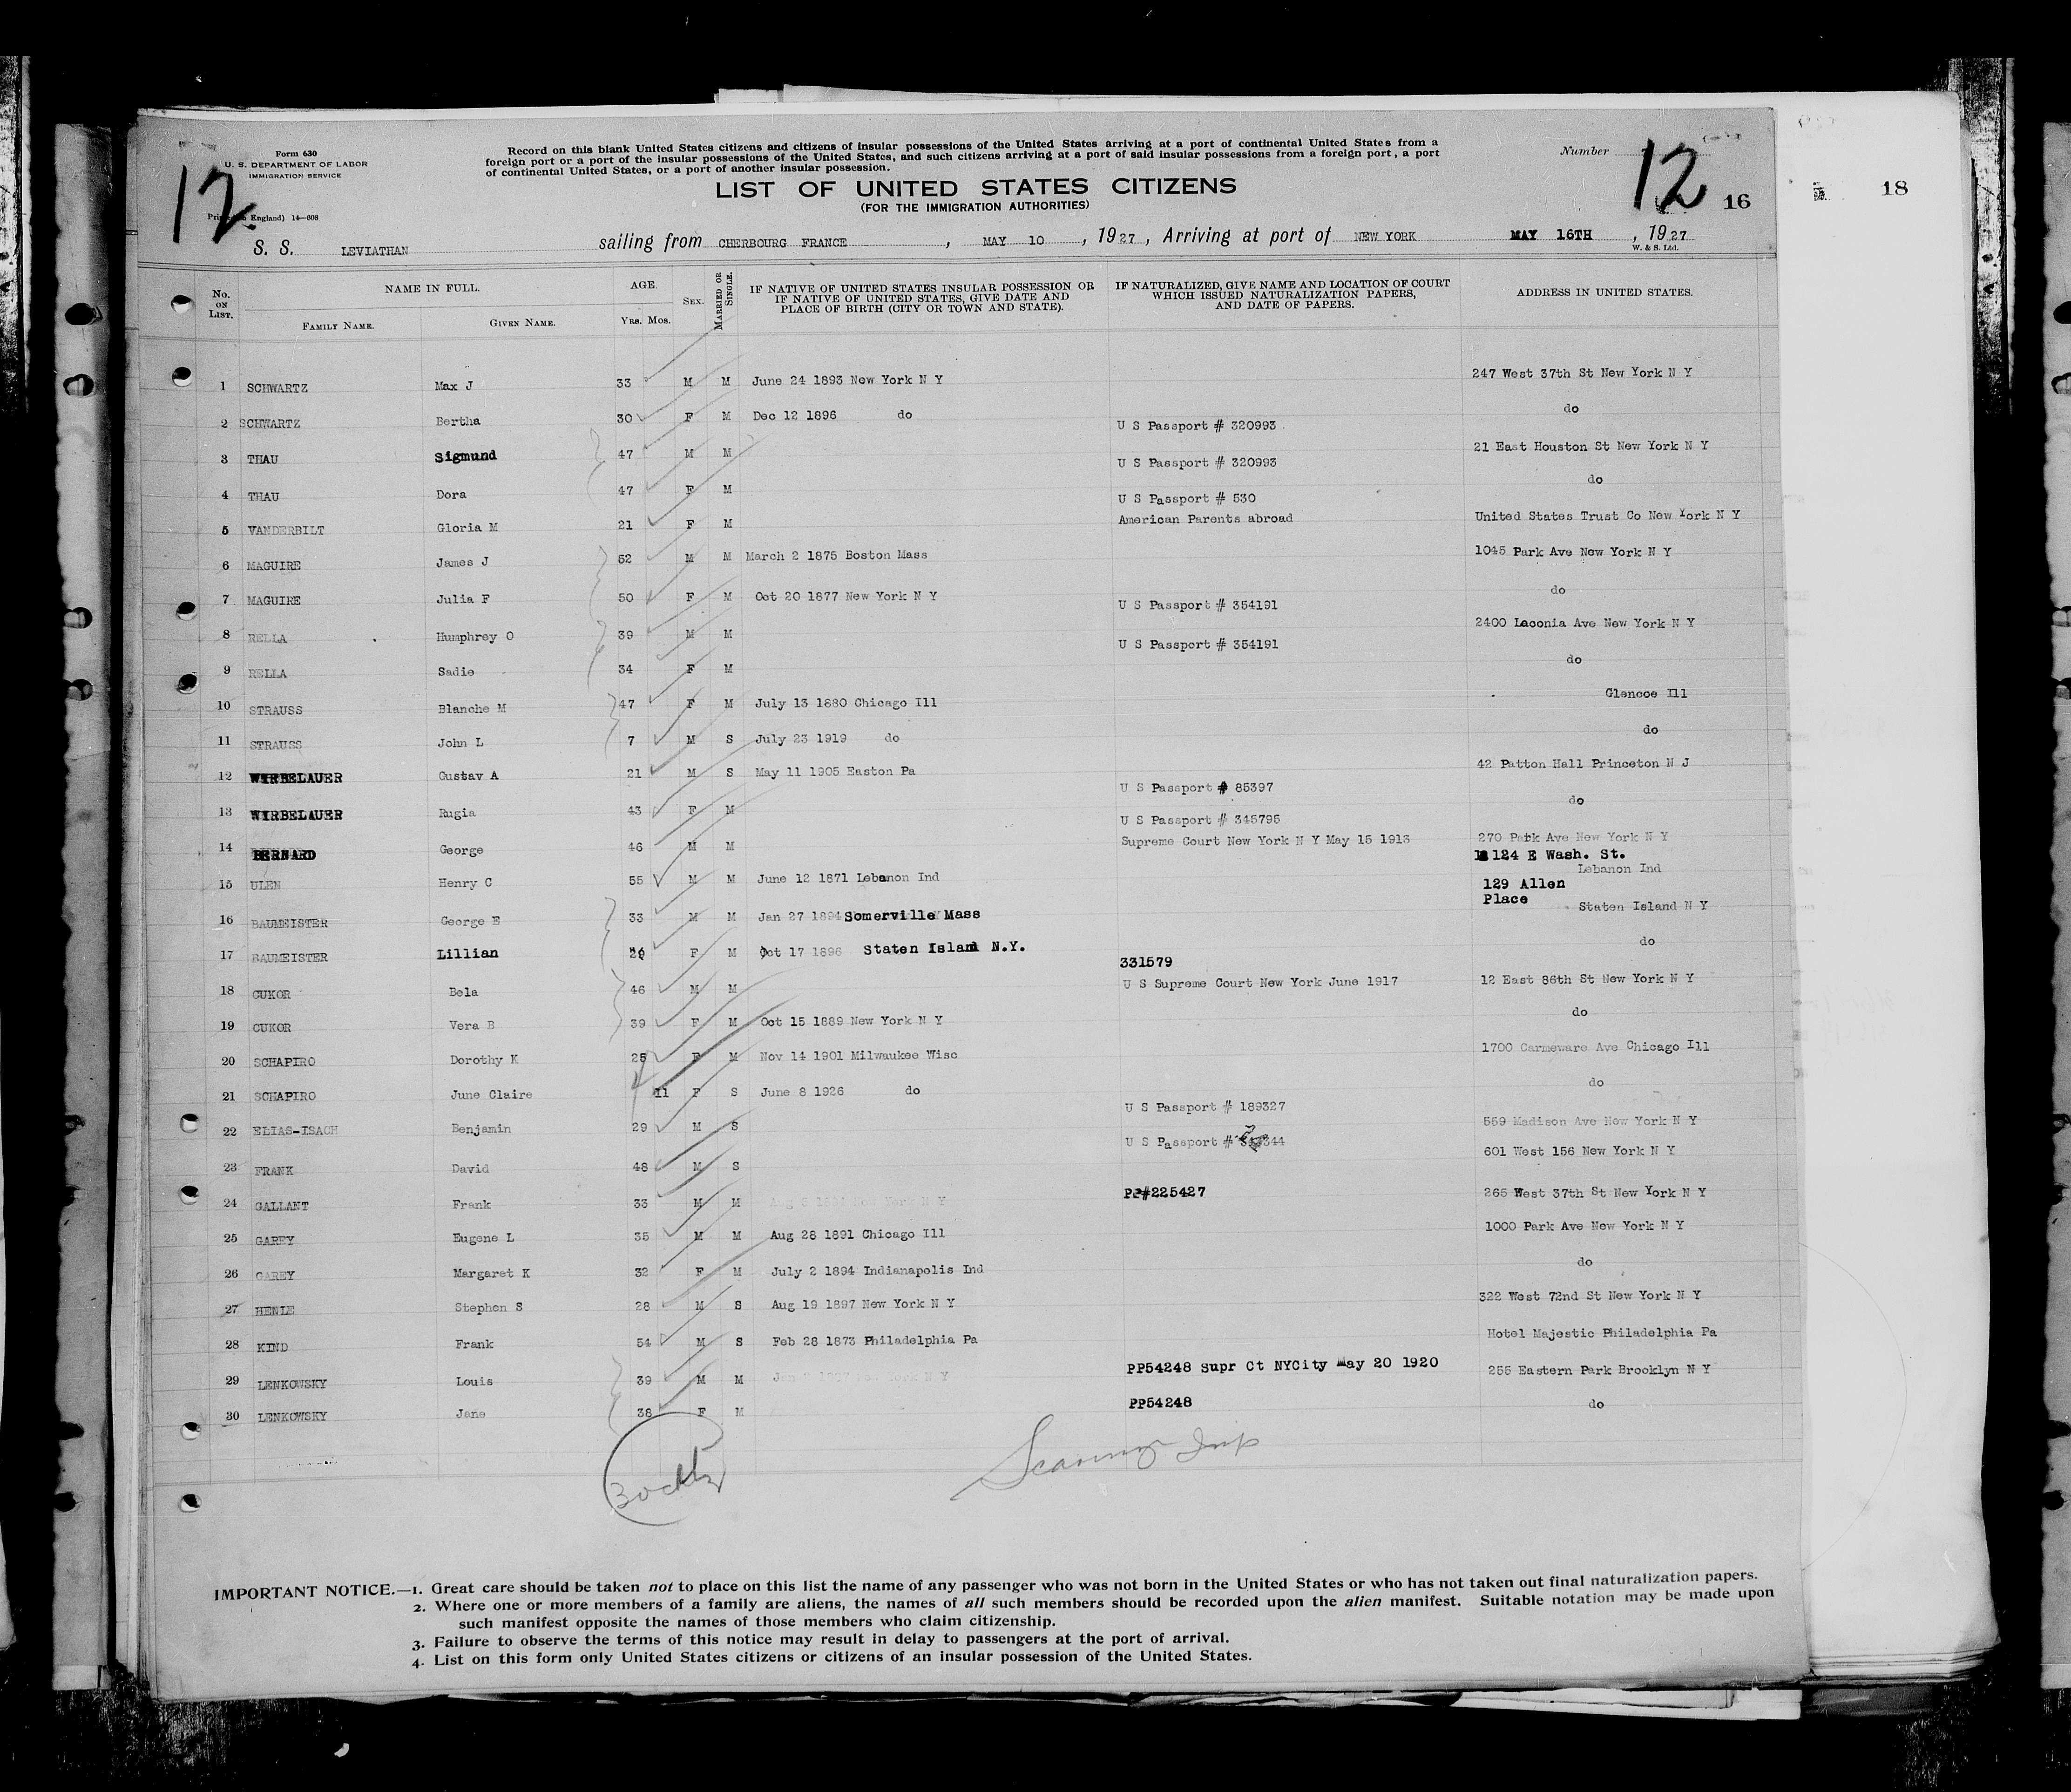 Form 630
U. S. DEPARTMENT OF LABOR
IMMIGRATION SERVICE
England) 14—608
12
Record on this blank United States citizens and citizens of insular possessions of the United States arriving at a port of continental United States from a
foreign port or a port of the insular possessions of the United States, and such citizens arriving at a port of said insular possessions from a foreign port, a port
of continental United States, or a port of another insular possession.
LIST OF UNITED STATES CITIZENS
(FOR THE IMMIGRATION AUTHORITIES)
Number 12
16
18
S. S. LEVIATHAN sailing from CHERBOURG FRANCE, MAY 10, 1927, Arriving at port of NEW YORK MAY 16TH, 1927
W. & S. Ltd.
No. ON LIST. NAME IN FULL. AGE. SEX. MARRIED OR SINGLE. IF NATIVE OF UNITED STATES INSULAR POSSESSION OR IF NATIVE OF UNITED STATES, GIVE DATE AND PLACE OF BIRTH (CITY OR TOWN AND STATE). IF NATURALIZED, GIVE NAME AND LOCATION OF COURT WHICH ISSUED NATURALIZATION PAPERS, AND DATE OF PAPERS. ADDRESS IN UNITED STATES.
FAMILY NAME. GIVEN NAME. YRS. MOS.
1 SCHWARTZ Max J 33 M M June 24 1893 New York N Y 247 West 37th St New York N Y
2 SCHWARTZ Bertha 30 F M Dec 12 1896 do do
3 THAU Sigmund 47 M M U S Passport # 320993 21 East Houston St New York N Y
4 THAU Dora 47 F M U S Passport # 320993 do
5 VANDERBILT Gloria M 21 F M U S Passport # 530 American Parents abroad United States Trust Co New York N Y
6 MAGUIRE James J 52 M M March 2 1875 Boston Mass 1045 Park Ave New York N Y
7 MAGUIRE Julia F 50 F M Oct 20 1877 New York N Y do
8 RELLA Humphrey O 39 M M U S Passport # 354191 2400 Laconia Ave New York N Y
9 RELLA Sadie 34 F M U S Passport # 354191 do
10 STRAUSS Blanche M 47 F M July 13 1880 Chicago Ill Glencoe Ill
11 STRAUSS John L 7 M S July 23 1919 do do
12 WIRBELAUER Gustav A 21 M S May 11 1905 Easton Pa 42 Patton Hall Princeton N J
13 WIRBELAUER Rugia 43 F M U S Passport # 85397 do
14 BERNARD George 46 M M U S Passport # 345795 Supreme Court New York N Y May 15 1913 270 Park Ave New York N Y
15 ULEN Henry C 55 M M June 12 1871 Lebanon Ind 124 E Wash. St. Lebanon Ind
16 BAUMEISTER George E 33 M M Jan 27 1894 Somerville Mass 129 Allen Place Staten Island N Y
17 BAUMEISTER Lillian F M Oct 17 1896 Staten Island N.Y. do
18 CUKOR Bela 46 M M 331579 U S Supreme Court New York June 1917 12 East 86th St New York N Y
19 CUKOR Vera B 39 F M Oct 15 1889 New York N Y do
20 SCHAPIRO Dorothy K 25 F M Nov 14 1901 Milwaukee Wisc 1700 Carmeware Ave Chicago Ill
21 SCHAPIRO June Claire 11 F S June 8 1926 do do
22 ELIAS-ISACH Benjamin 29 M S U S Passport # 189327 559 Madison Ave New York N Y
23 FRANK David 48 M S U S Passport # 601 West 156 New York N Y
24 GALLANT Frank 33 M M PP#225427 265 West 37th St New York N Y
25 GAREY Eugene L 35 M M Aug 28 1891 Chicago Ill 1000 Park Ave New York N Y
26 GAREY Margaret K 32 F M July 2 1894 Indianapolis Ind do
27 HENLE Stephen S 28 M S Aug 19 1897 New York N Y 322 West 72nd St New York N Y
28 KIND Frank 54 M S Feb 28 1873 Philadelphia Pa Hotel Majestic Philadelphia Pa
29 LENKOWSKY Louis 39 M M PP54248 Supr Ct NYCity May 20 1920 255 Eastern Park Brooklyn N Y
30 LENKOWSKY Jane 38 F M PP54248 do
IMPORTANT NOTICE.—1. Great care should be taken not to place on this list the name of any passenger who was not born in the United States or who has not taken out final naturalization papers.
2. Where one or more members of a family are aliens, the names of all such members should be recorded upon the alien manifest. Suitable notation may be made upon
such manifest opposite the names of those members who claim citizenship.
3. Failure to observe the terms of this notice may result in delay to passengers at the port of arrival.
4. List on this form only United States citizens or citizens of an insular possession of the United States.